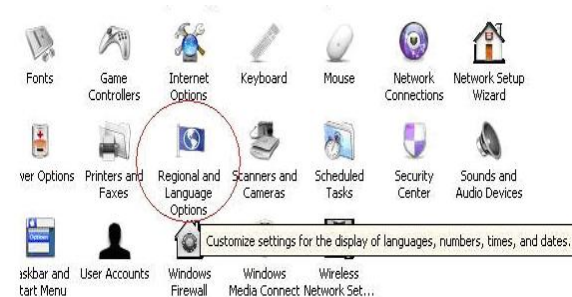 Fonts
Game Controllers
Internet Options
Keyboard
Mouse
Network Connections
Network Setup Wizard
ver Options
Printers and Faxes
Regional and Language Options
Scanners and Cameras
Scheduled Tasks
Security Center
Sounds and Audio Devices
Options
Customize settings for the display of languages, numbers, times, and dates.
askbar and tart Menu
User Accounts
Windows Firewall
Windows Media Connect
Wireless Network Set...